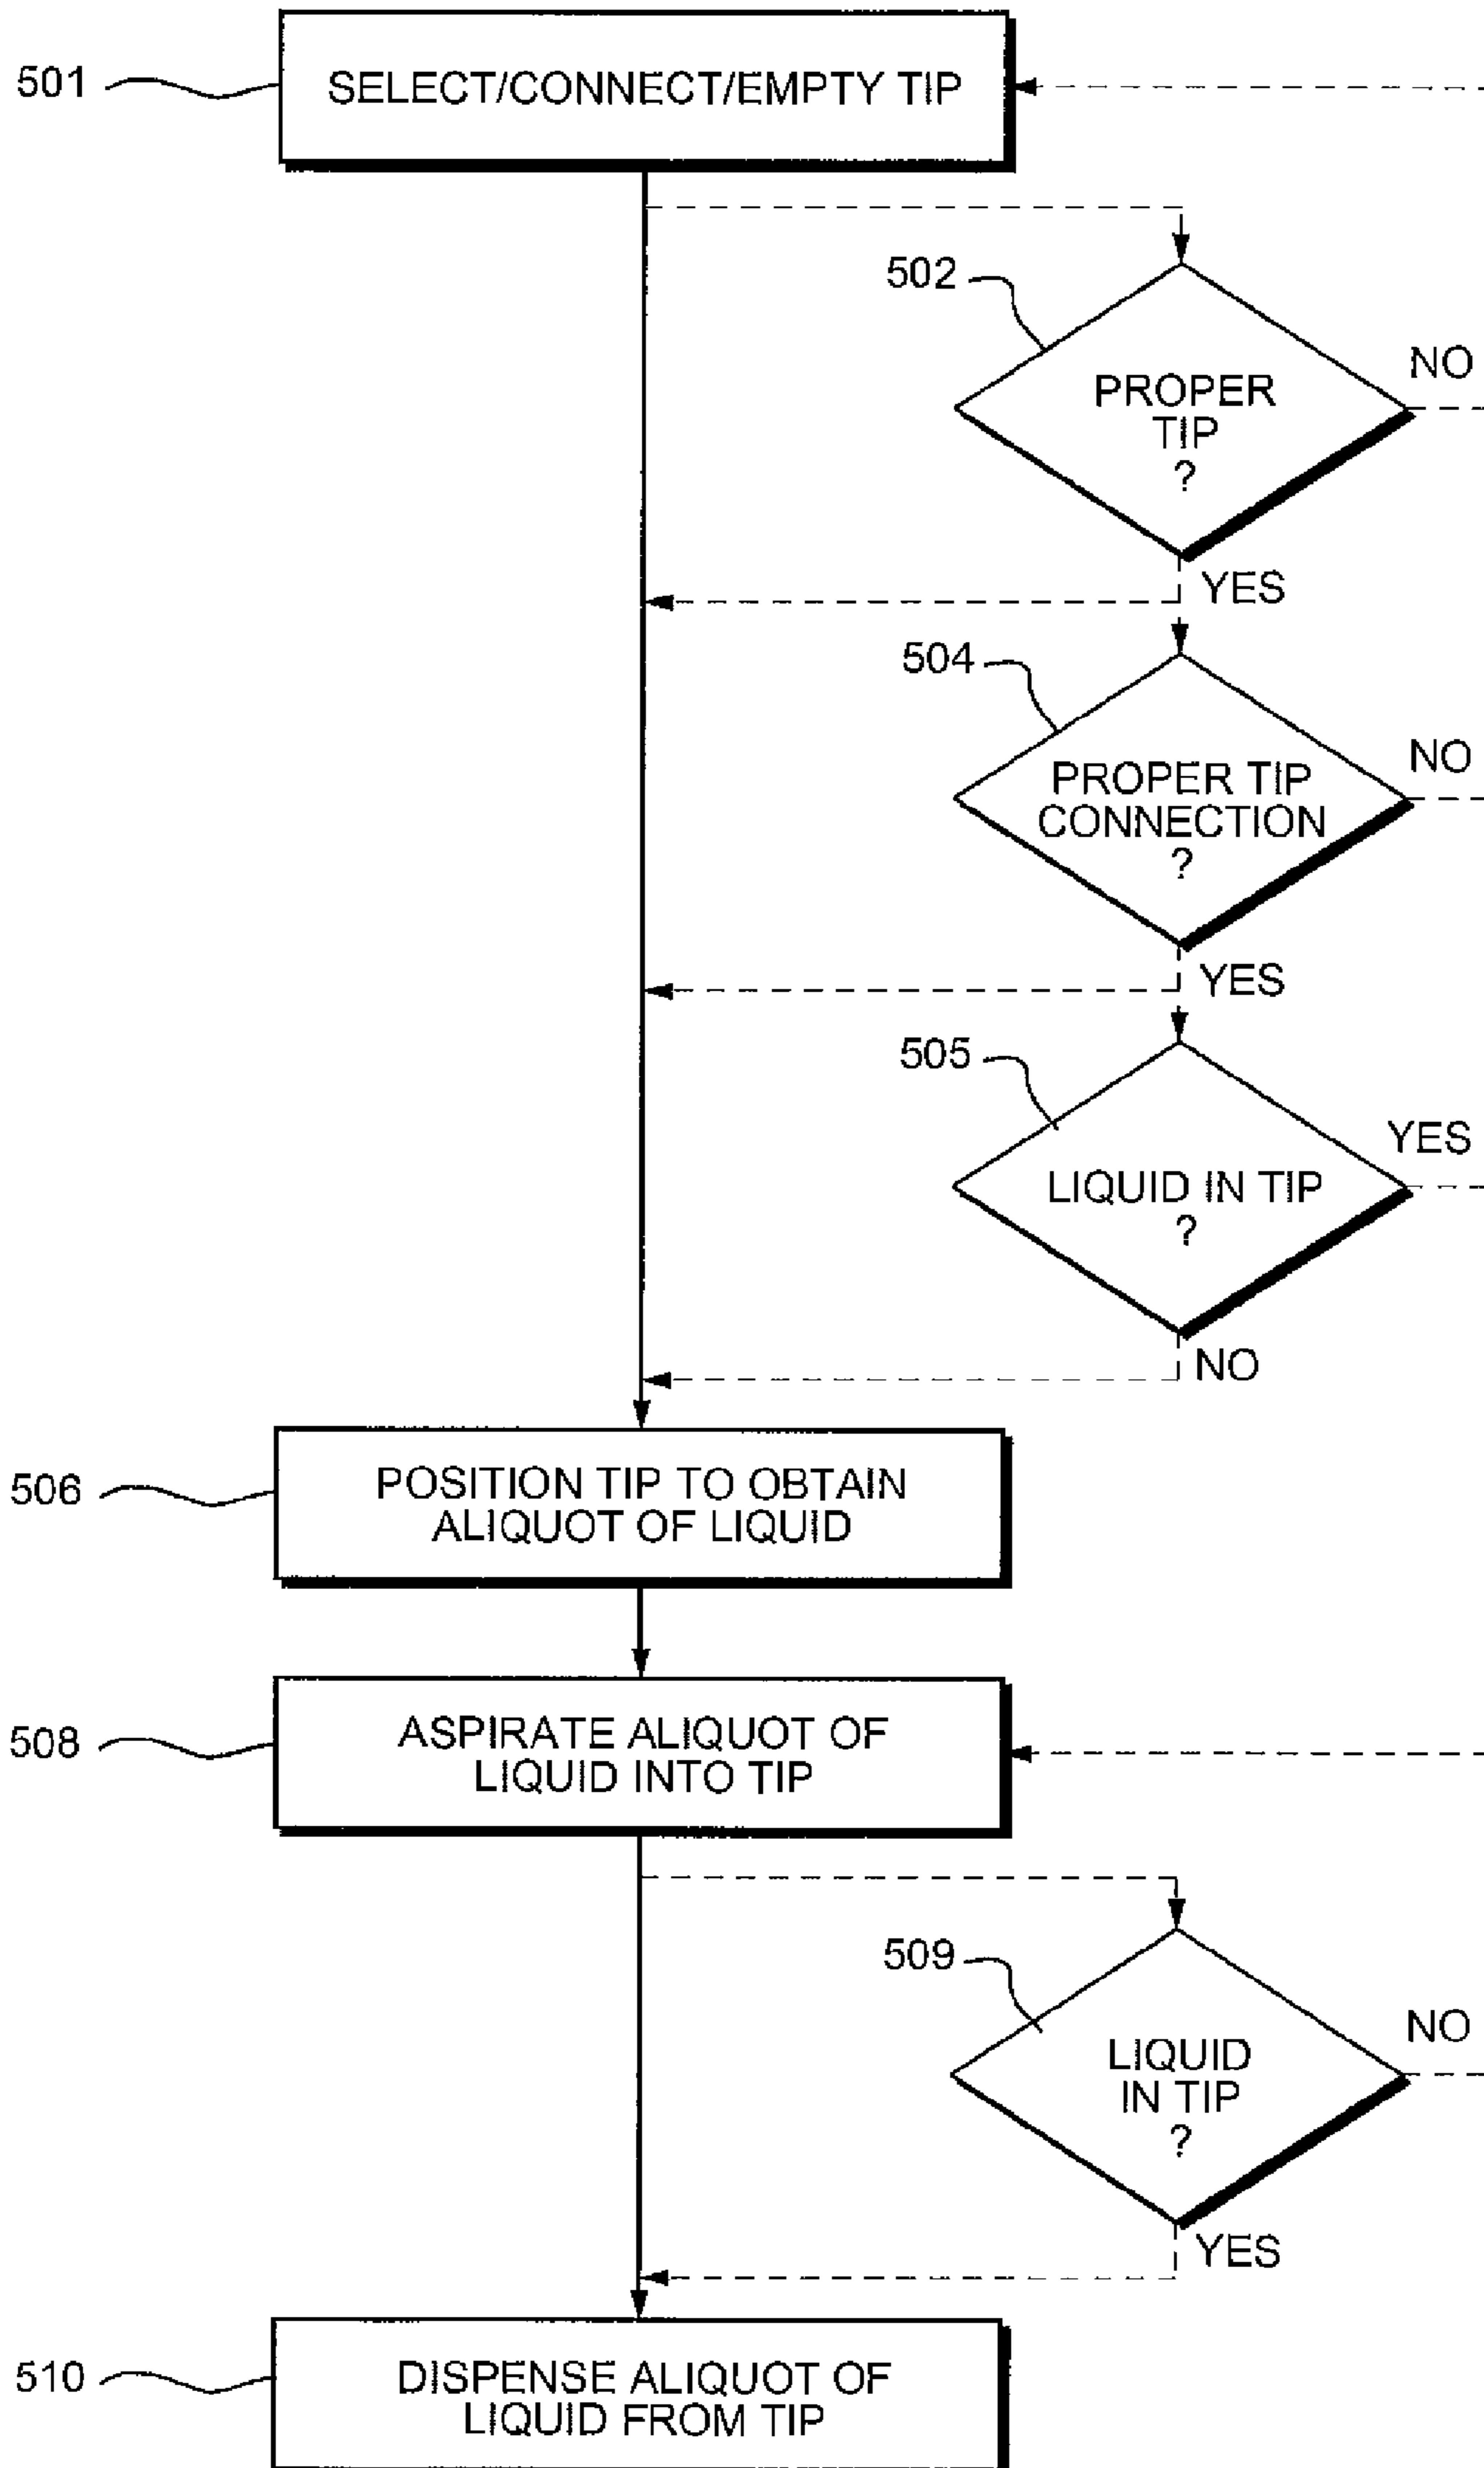 501
SELECT/CONNECT/EMPTY TIP
502
PROPER
TIP
?
NO
YES
504
PROPER TIP
CONNECTION
?
NO
YES
505
LIQUID IN TIP
?
YES
NO
506
POSITION TIP TO OBTAIN
ALIQUOT OF LIQUID
508
ASPIRATE ALIQUOT OF
LIQUID INTO TIP
509
LIQUID
IN TIP
?
NO
YES
510
DISPENSE ALIQUOT OF
LIQUID FROM TIP